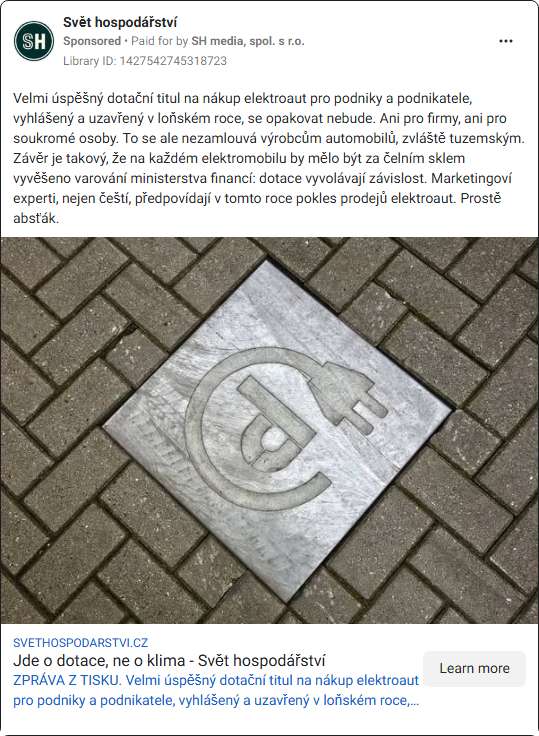 SH
Svět hospodářství
Sponsored • Paid for by SH media, spol. s r.o.
Library ID: 1427542745318723
Velmi úspěšný dotační titul na nákup elektroaut pro podniky a podnikatele,
vyhlášený a uzavřený v loňském roce, se opakovat nebude. Ani pro firmy, ani pro
soukromé osoby. To se ale nezamlouvá výrobcům automobilů, zvláště tuzemským.
Závěr je takový, že na každém elektromobilu by mělo být za čelním sklem
vyvěšeno varování ministerstva financí: dotace vyvolávají závislost. Marketingoví
experti, nejen čeští, předpovídají v tomto roce pokles prodejů elektroaut. Prostě
absťák.
SVETHOSPODARSTVI.CZ
Jde o dotace, ne o klima - Svět hospodářství
Learn more
ZPRÁVA Z TISKU. Velmi úspěšný dotační titul na nákup elektroaut
pro podniky a podnikatele, vyhlášený a uzavřený v loňském roce,...